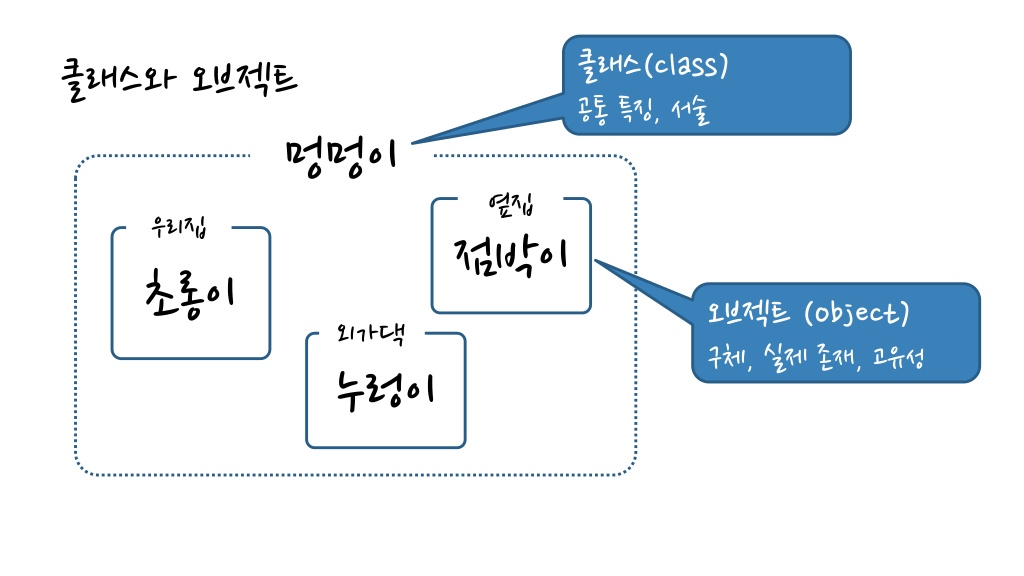 클래스와 오브젝트
클래스(class)
공통 특징, 서술
멍멍이
우리집
초롱이
옆집
점박이
외가댁
누렁이
오브젝트 (object)
구체, 실제 존재, 고유성